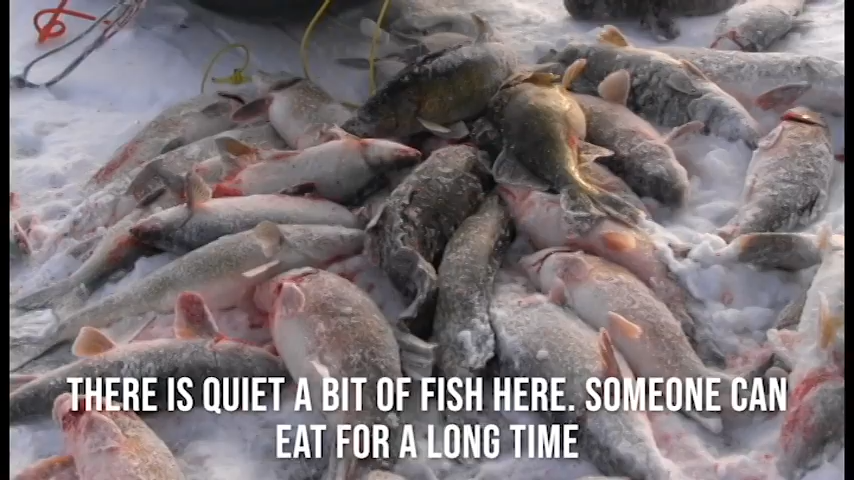 THERE IS QUIET A BIT OF FISH HERE. SOMEONE CAN
EAT FOR A LONG TIME